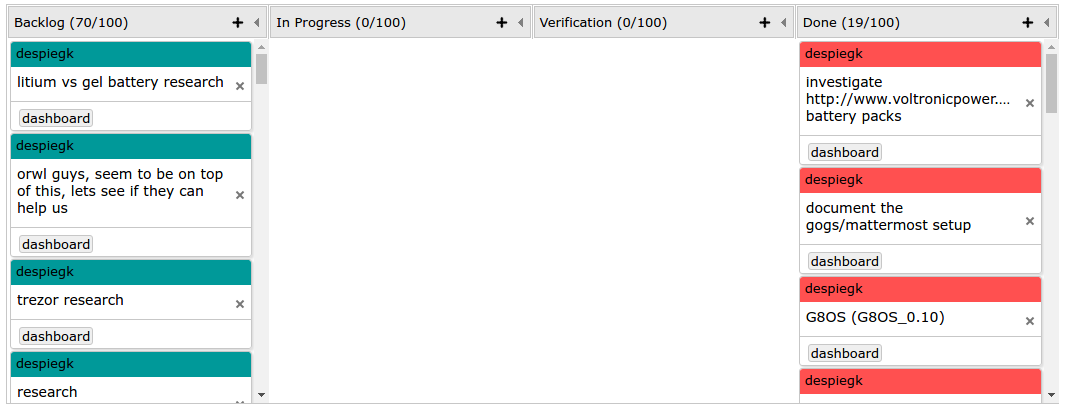 Backlog (70/100)
In Progress (0/100)
Verification (0/100)
Done (19/100)
despiegk
litium vs gel battery research
dashboard
despiegk
orwl guys, seem to be on top
of this, lets see if they can
help us
dashboard
despiegk
trezor research
dashboard
despiegk
research
despiegk
investigate
http://www.voltronicpower....
battery packs
dashboard
despiegk
document the
gogs/mattermost setup
dashboard
despiegk
G8OS (G8OS_0.10)
dashboard
despiegk